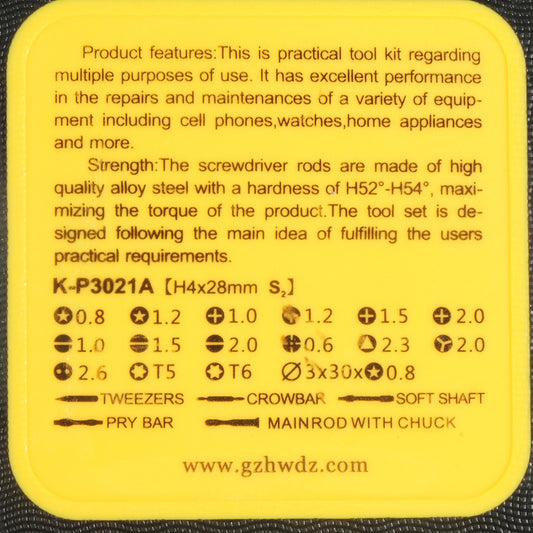 Product features:This is practical tool kit regarding
multiple purposes of use. It has excellent performance
in the repairs and maintenances of a variety of equip-
ment including cell phones,watches,home appliances
and more.
Strength:The screwdriver rods are made of high
quality alloy steel with a hardness of H52°-H54°, maxi-
mizing the torque of the product.The tool set is de-
signed following the main idea of fulfilling the users
practical requirements.
K-P3021A【H4x28mm S₂】
0.8 1.2 1.0 1.2 1.5 2.0
1.0 1.5 2.0 0.6 2.3 2.0
2.6 T5 T6 Ø3x30x 0.8
TWEEZERS CROWBAR SOFT SHAFT
PRY BAR MAINROD WITH CHUCK
www.gzhwdz.com